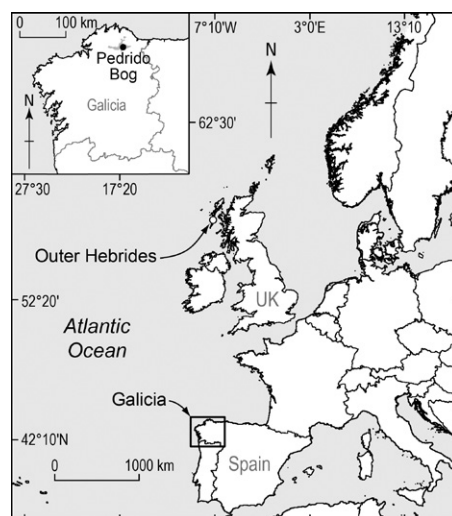 0
100
km
7°10'W
3°0'E
13°10'
Pedrido
Bog
N
Galicia
N
62°30'
27°30
17°20
Outer Hebrides
52°20'
UK
Atlantic
Ocean
Galicia
42°10'N
Spain
0
1000 km